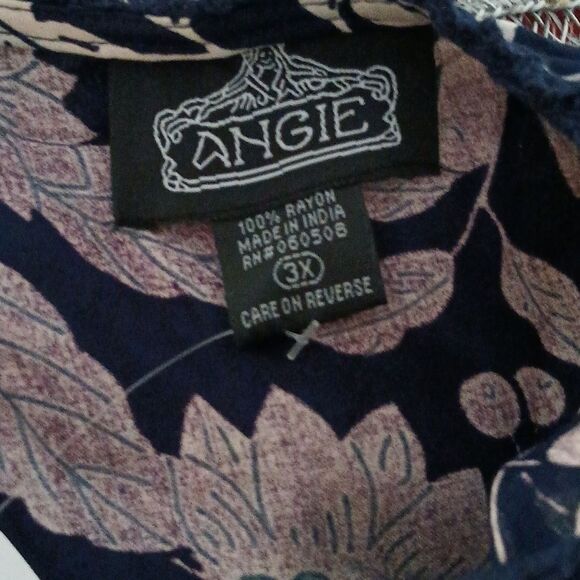 ANGIE
100% RAYON
MADE IN INDIA
RN#060508
3X
CARE ON REVERSE